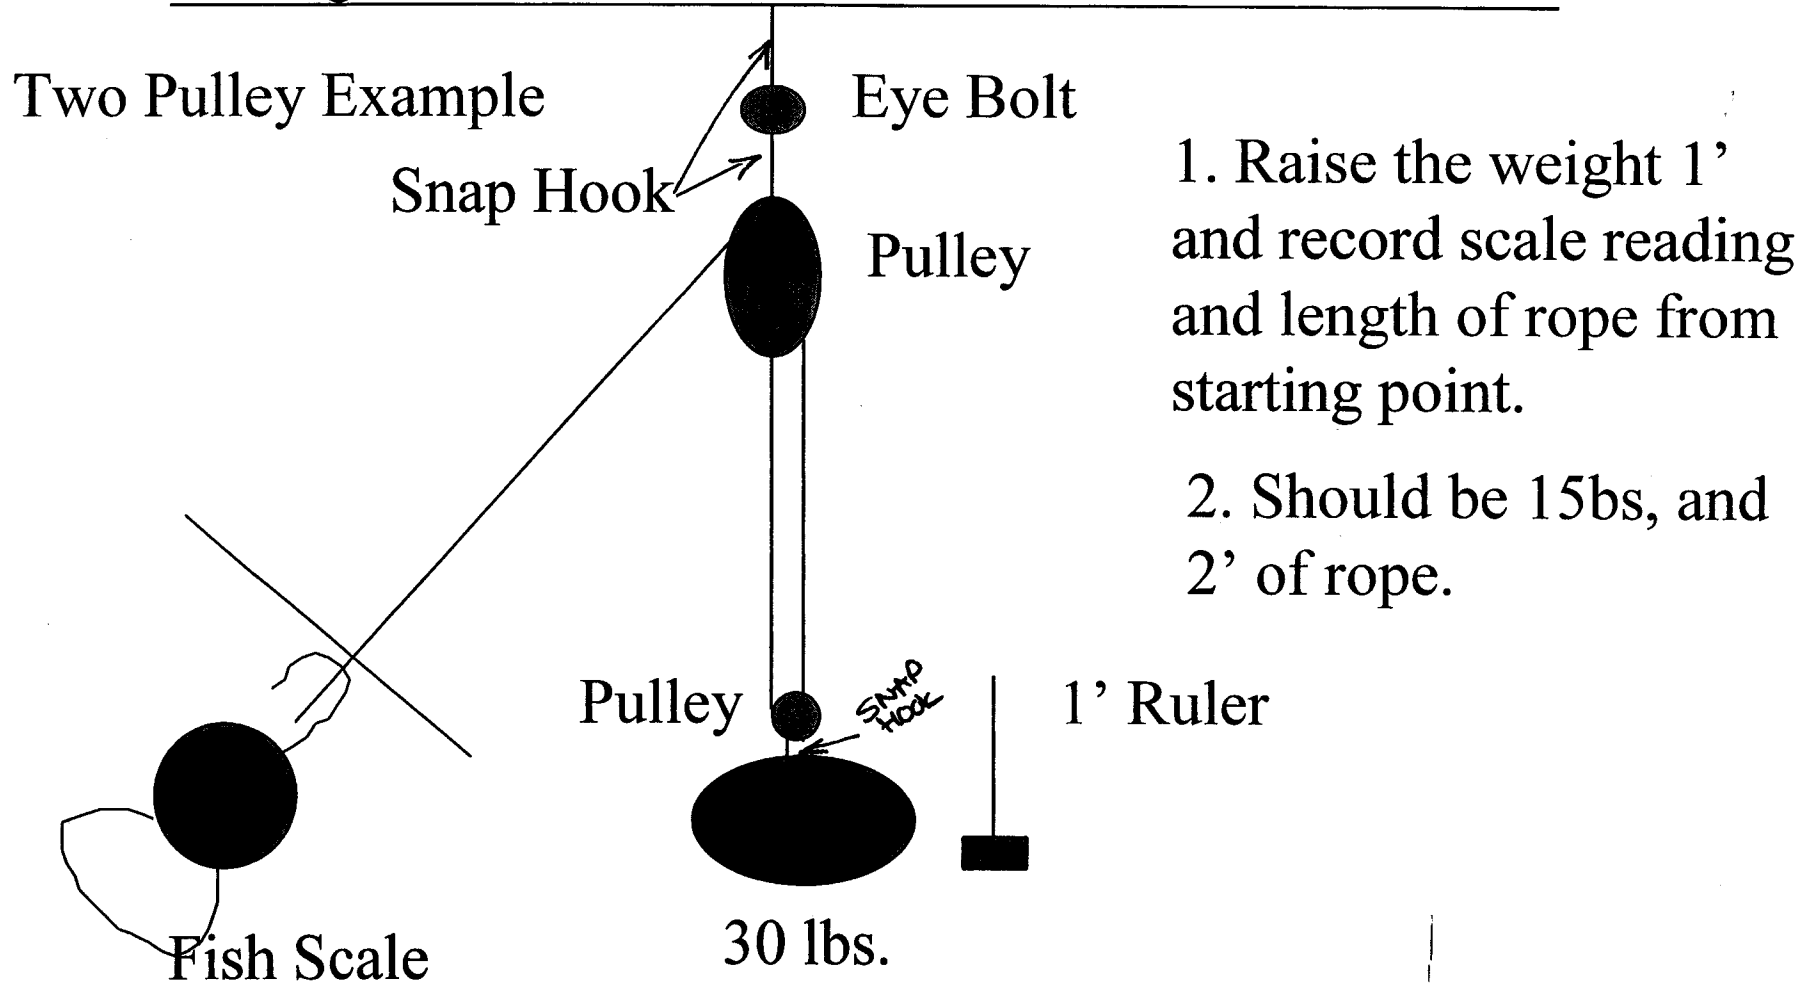 Two Pulley Example
Eye Bolt
Snap Hook
Pulley
1. Raise the weight 1’
and record scale reading
and length of rope from
starting point.
2. Should be 15bs, and
2’ of rope.
Pulley
SNAP
HOOK
1’ Ruler
Fish Scale
30 lbs.